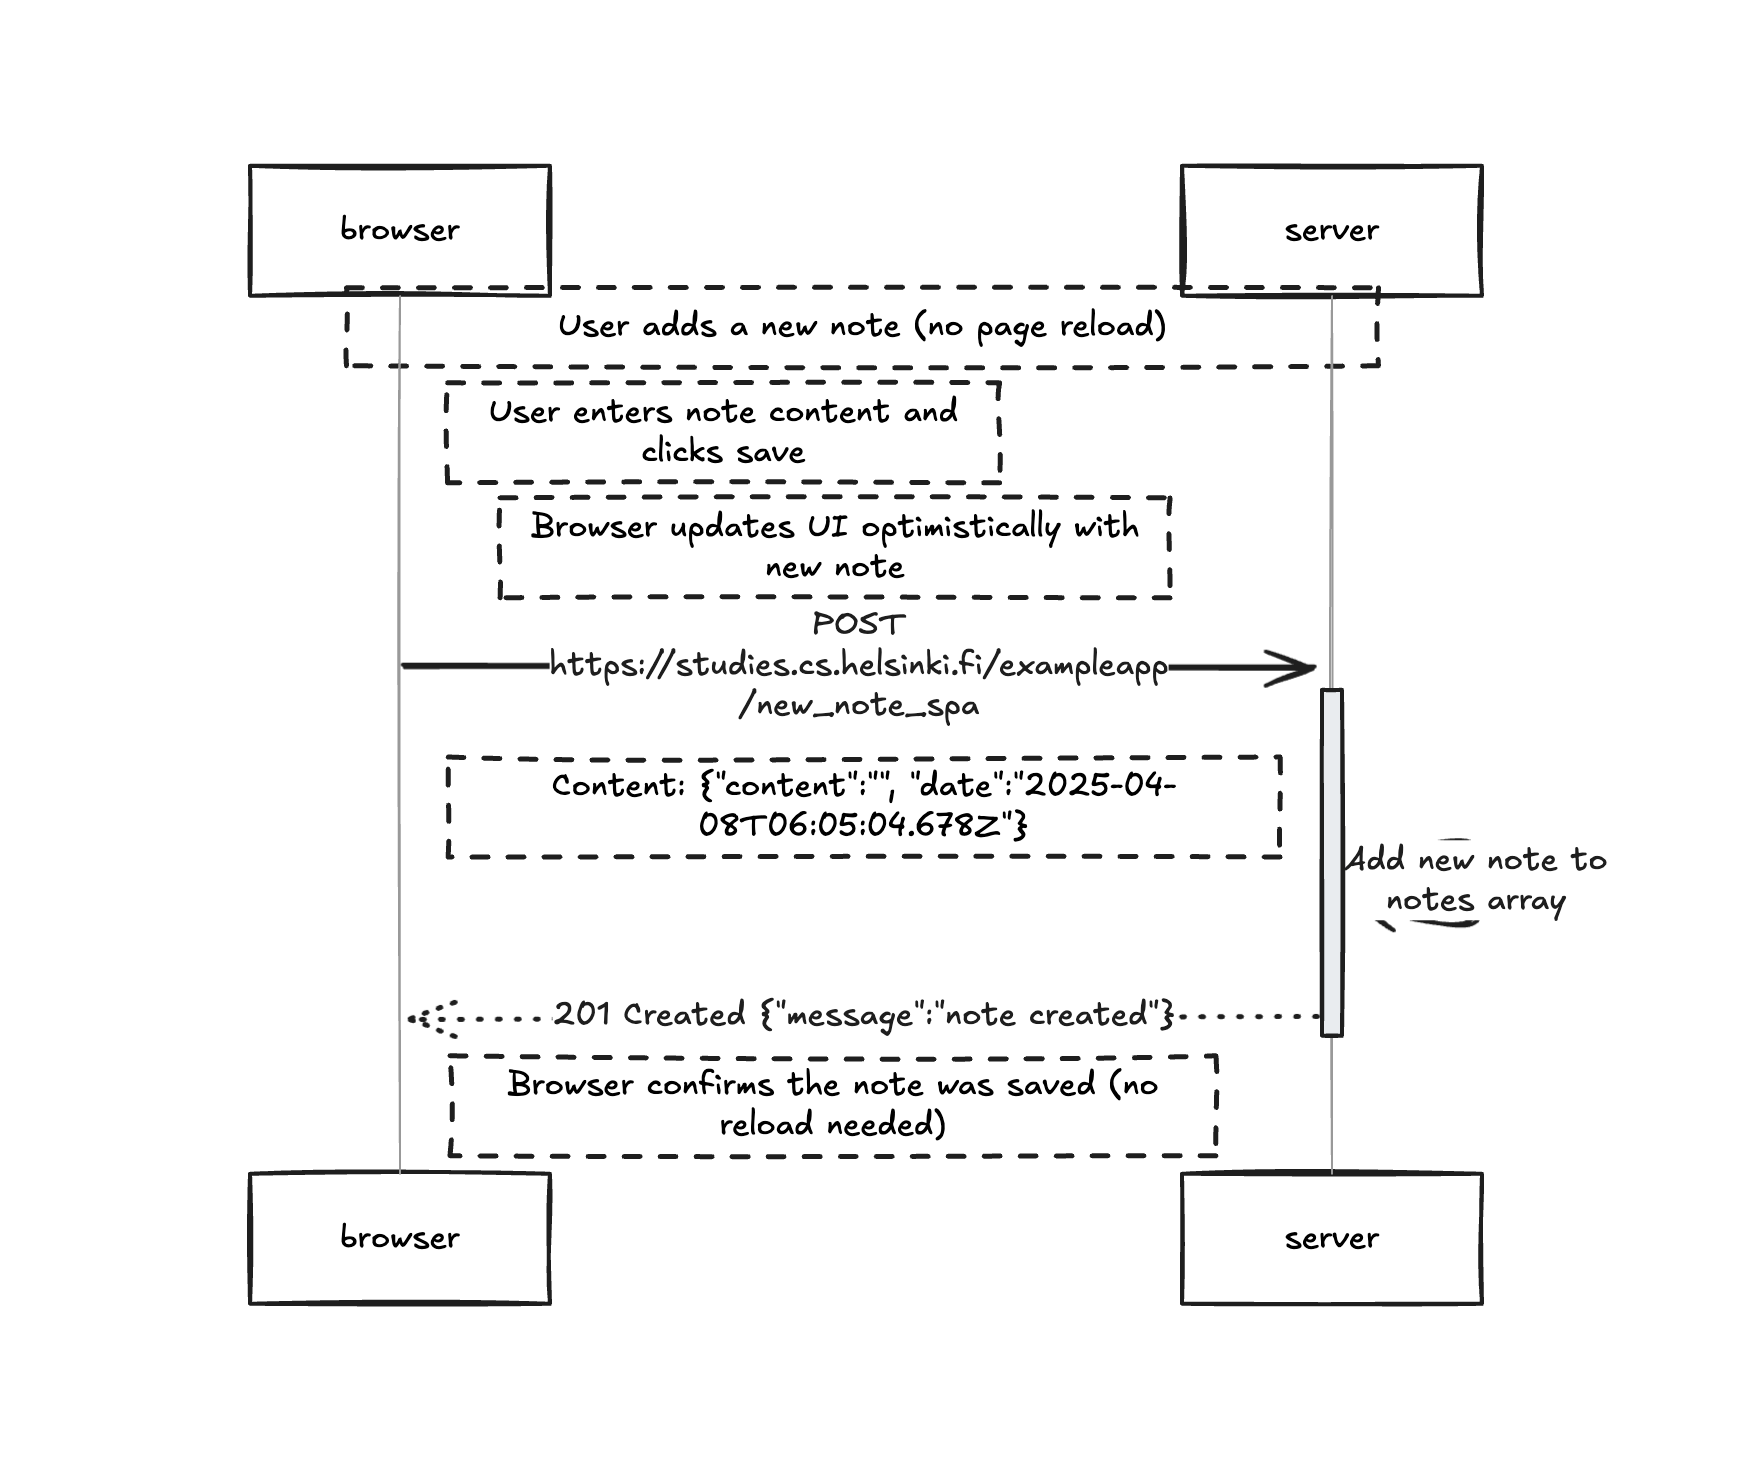 browser
server
User adds a new note (no page reload)
User enters note content and
clicks save
Browser updates UI optimistically with
new note
POST
https://studies.cs.helsinki.fi/exampleapp
/new_note_spa
Content: {"content":"", "date":"2025-04-
08T06:05:04.678Z"}
Add new note to
notes array
201 Created {"message":"note created"}
Browser confirms the note was saved (no
reload needed)
browser
server